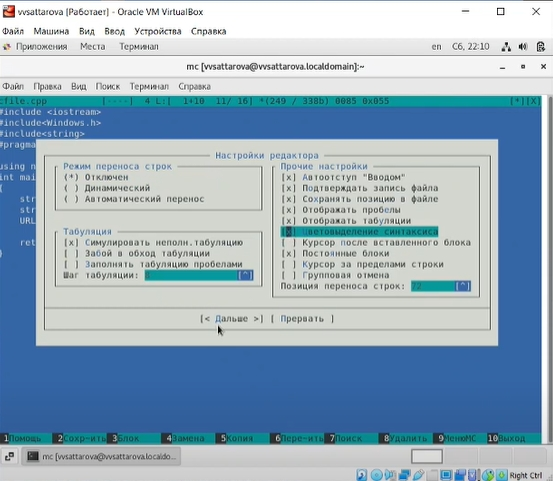 vvsattarova [Работает] - Oracle VM VirtualBox
Файл Машина Вид Ввод Устройства Справка
Приложения Места Терминал en Сб, 22:10
mc [vvsattarova@vvsattarova.localdomain]:~
Файл Правка Вид Поиск Терминал Справка
cfile.cpp [----] 4 L:[ 1+10 11/ 16] *(249 / 338b) 0085 0x055 [*][X]
#include <iostream>
#include<Windows.h>
#include<string>
#pragma
using n
int mai
{
str
str
URL
ret
}
Настройки редактора
Режим переноса строк
(*) Отключен
( ) Динамический
( ) Автоматический перенос
Табуляция
[x] Симулировать неполн.табуляцию
[ ] Забой в обход табуляции
[ ] Заполнять табуляцию пробелами
Шаг табуляции: [^]
Прочие настройки
[x] Автоотступ "Вводом"
[x] Подтверждать запись файла
[x] Сохранять позицию в файле
[x] Отображать пробелы
[x] Отображать табуляции
[x] Цветовыделение синтаксиса
[ ] Курсор после вставленного блока
[x] Постоянные блоки
[ ] Курсор за пределами строки
[ ] Групповая отмена
Позиция переноса строк: 72 [^]
[< Дальше >] [ Прервать ]
1Помощь 2Сохр~ить 3Блок 4Замена 5Копия 6Пере~ить 7Поиск 8Удалить 9МенюMC 10Выход
mc [vvsattarova@vvsattarova.localdo...
Right Ctrl